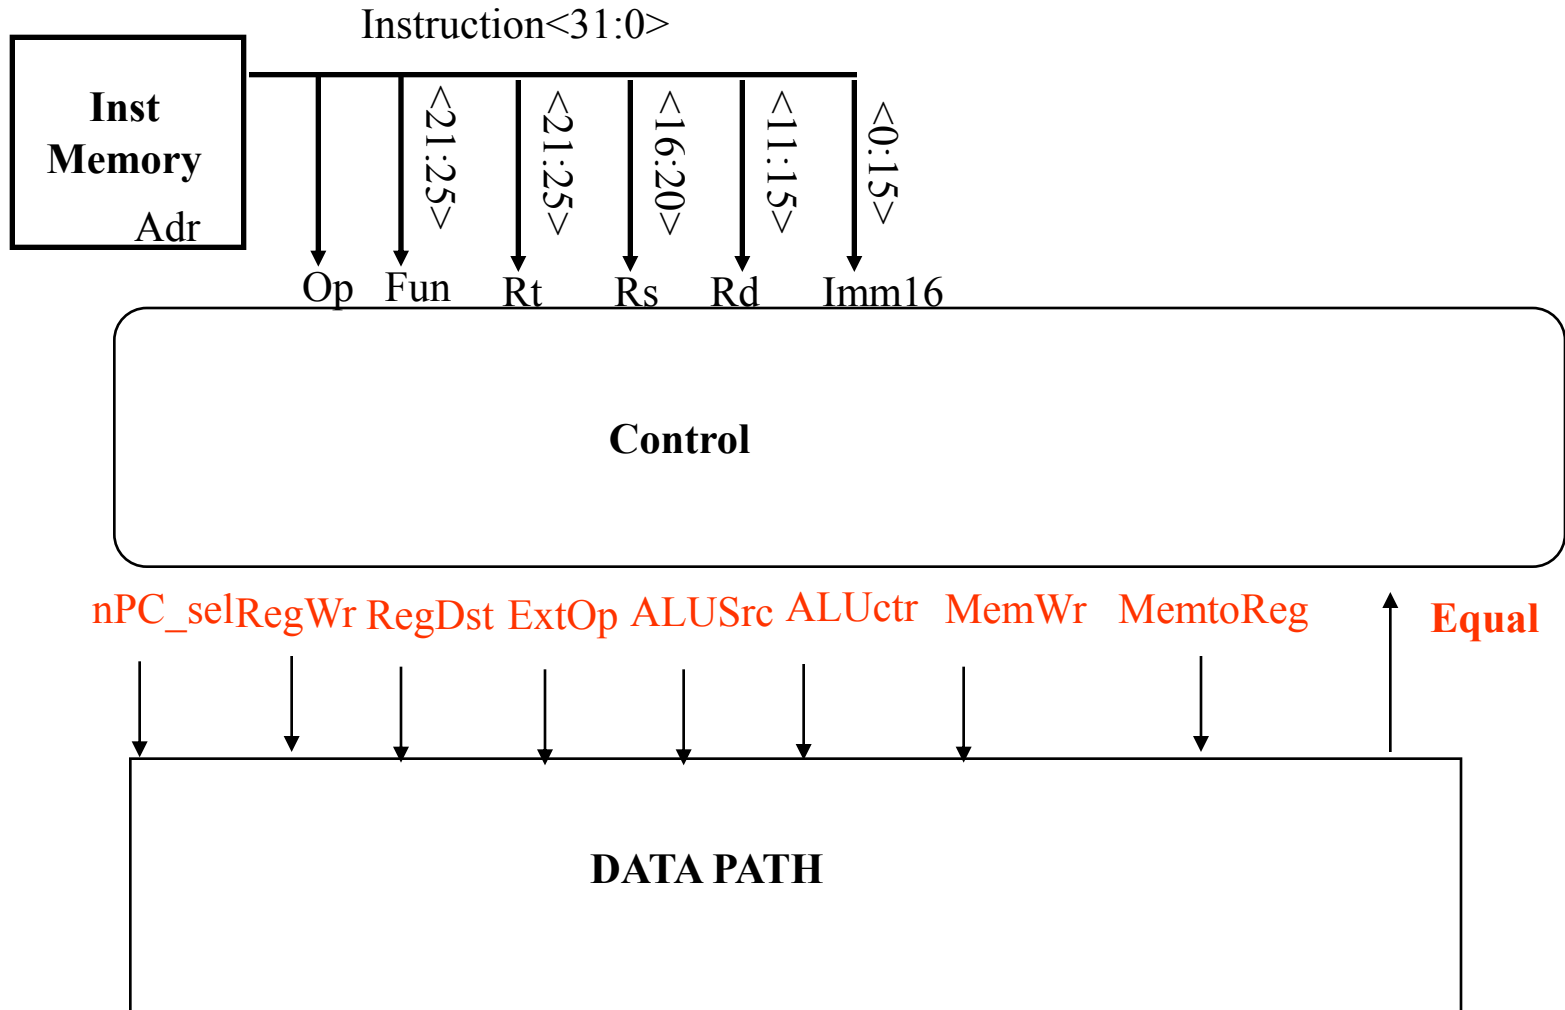 Instruction<31:0>
Inst
Memory
Adr
<21:25>
<21:25>
<16:20>
<11:15>
<0:15>
Op Fun Rt Rs Rd Imm16
Control
nPC_sel RegWr RegDst ExtOp ALUSrc ALUctr MemWr MemtoReg Equal
DATA PATH